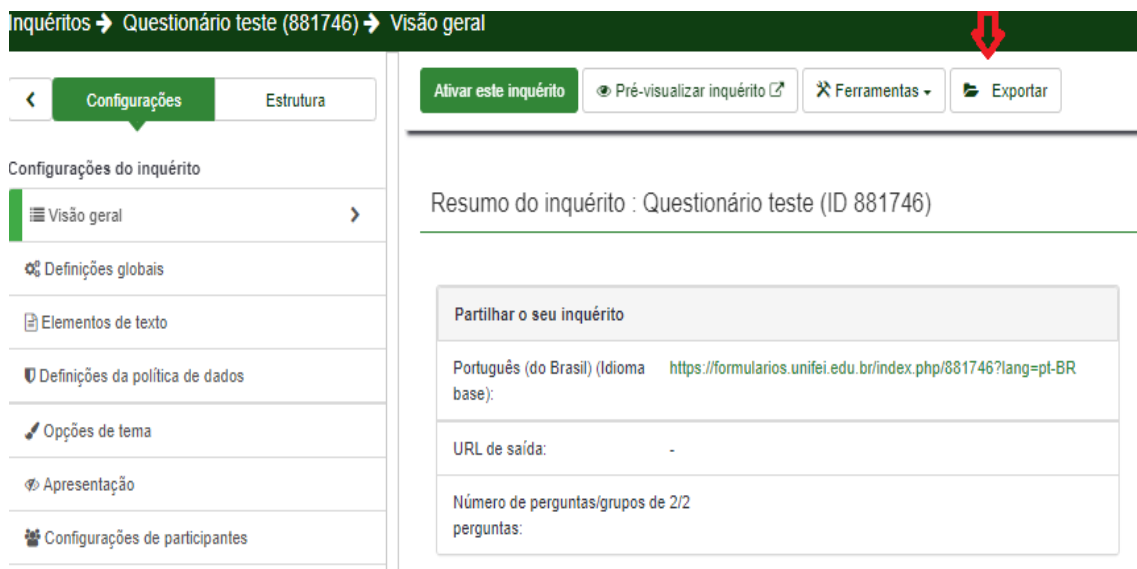 Inquéritos → Questionário teste (881746) → Visão geral
Configurações
Estrutura
Ativar este inquérito
Pré-visualizar inquérito
Ferramentas
Exportar
Configurações do inquérito
Visão geral
Definições globais
Elementos de texto
Definições da política de dados
Opções de tema
Apresentação
Configurações de participantes
Resumo do inquérito : Questionário teste (ID 881746)
Partilhar o seu inquérito
Português (do Brasil) (Idioma
base):
https://formularios.unifei.edu.br/index.php/881746?lang=pt-BR
URL de saída:
-
Número de perguntas/grupos de
perguntas:
2/2